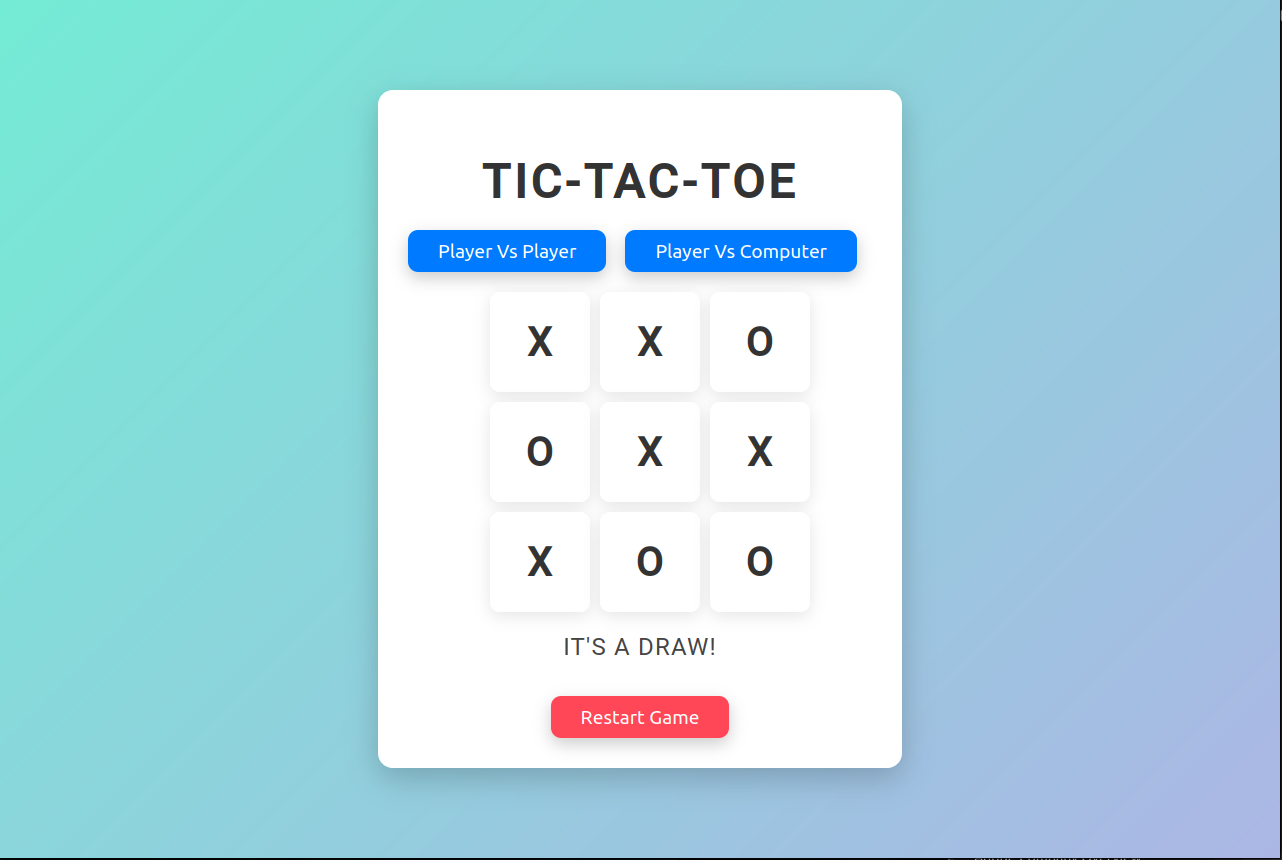 TIC-TAC-TOE
Player Vs Player Player Vs Computer
X X O
O X X
X O O
IT'S A DRAW!
Restart Game